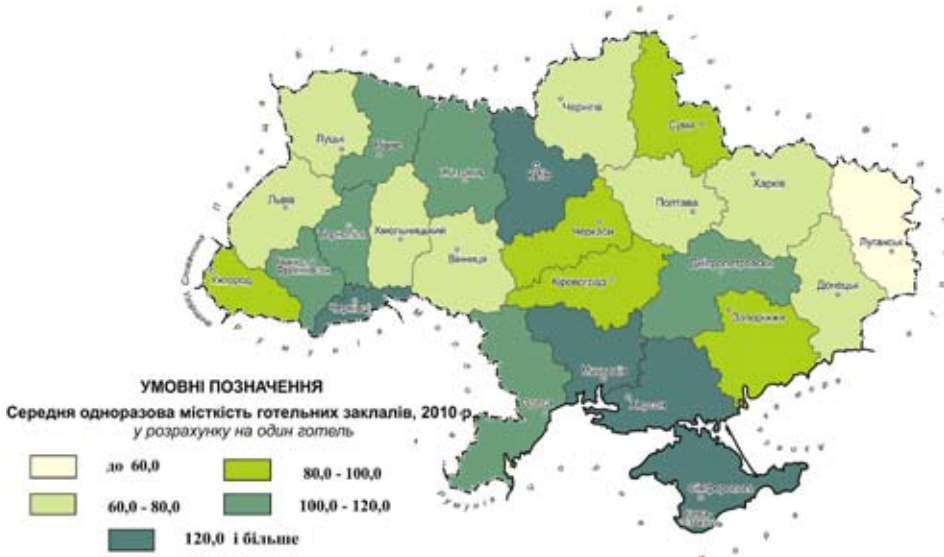 Чернігів
Суми
Луцьк
Рівне
Житомир
Київ
Львів
Полтава
Харків
Тернопіль
Хмельницький
Вінниця
Черкаси
Луганськ
Ужгород
Івано-
Франківськ
Кіровоград
Дніпропетровськ
Донецьк
Чернівці
Запоріжжя
Миколаїв
Херсон
Одеса
Сімферополь
УМОВНІ ПОЗНАЧЕННЯ
Середня одноразова місткість готельних заклалів, 2010 р.
у розрахунку на один готель
до 60,0
80,0 - 100,0
60,0 - 80,0
100,0 - 120,0
120,0 і більше